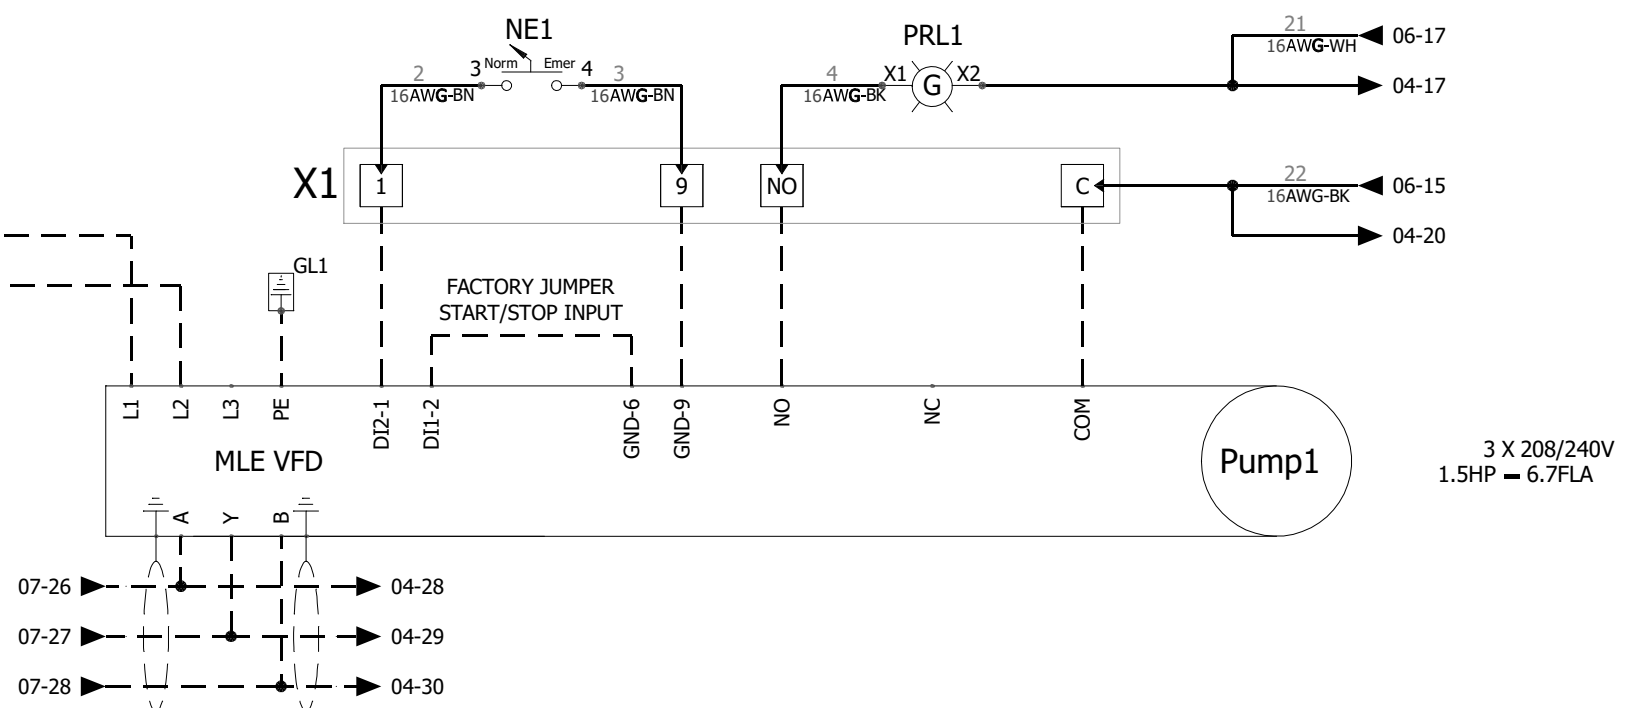 NE1
PRL1
21
16AWG-WH
06-17
2
3
Norm
Emer
4
3
4
X1
G
X2
16AWG-BN
16AWG-BN
16AWG-BK
04-17
X1
1
9
NO
C
22
16AWG-BK
06-15
04-20
GL1
FACTORY JUMPER
START/STOP INPUT
L1
L2
L3
PE
DI2-1
DI1-2
GND-6
GND-9
NO
NC
COM
MLE VFD
Pump1
3 X 208/240V
1.5HP - 6.7FLA
A
Y
B
07-26
04-28
07-27
04-29
07-28
04-30